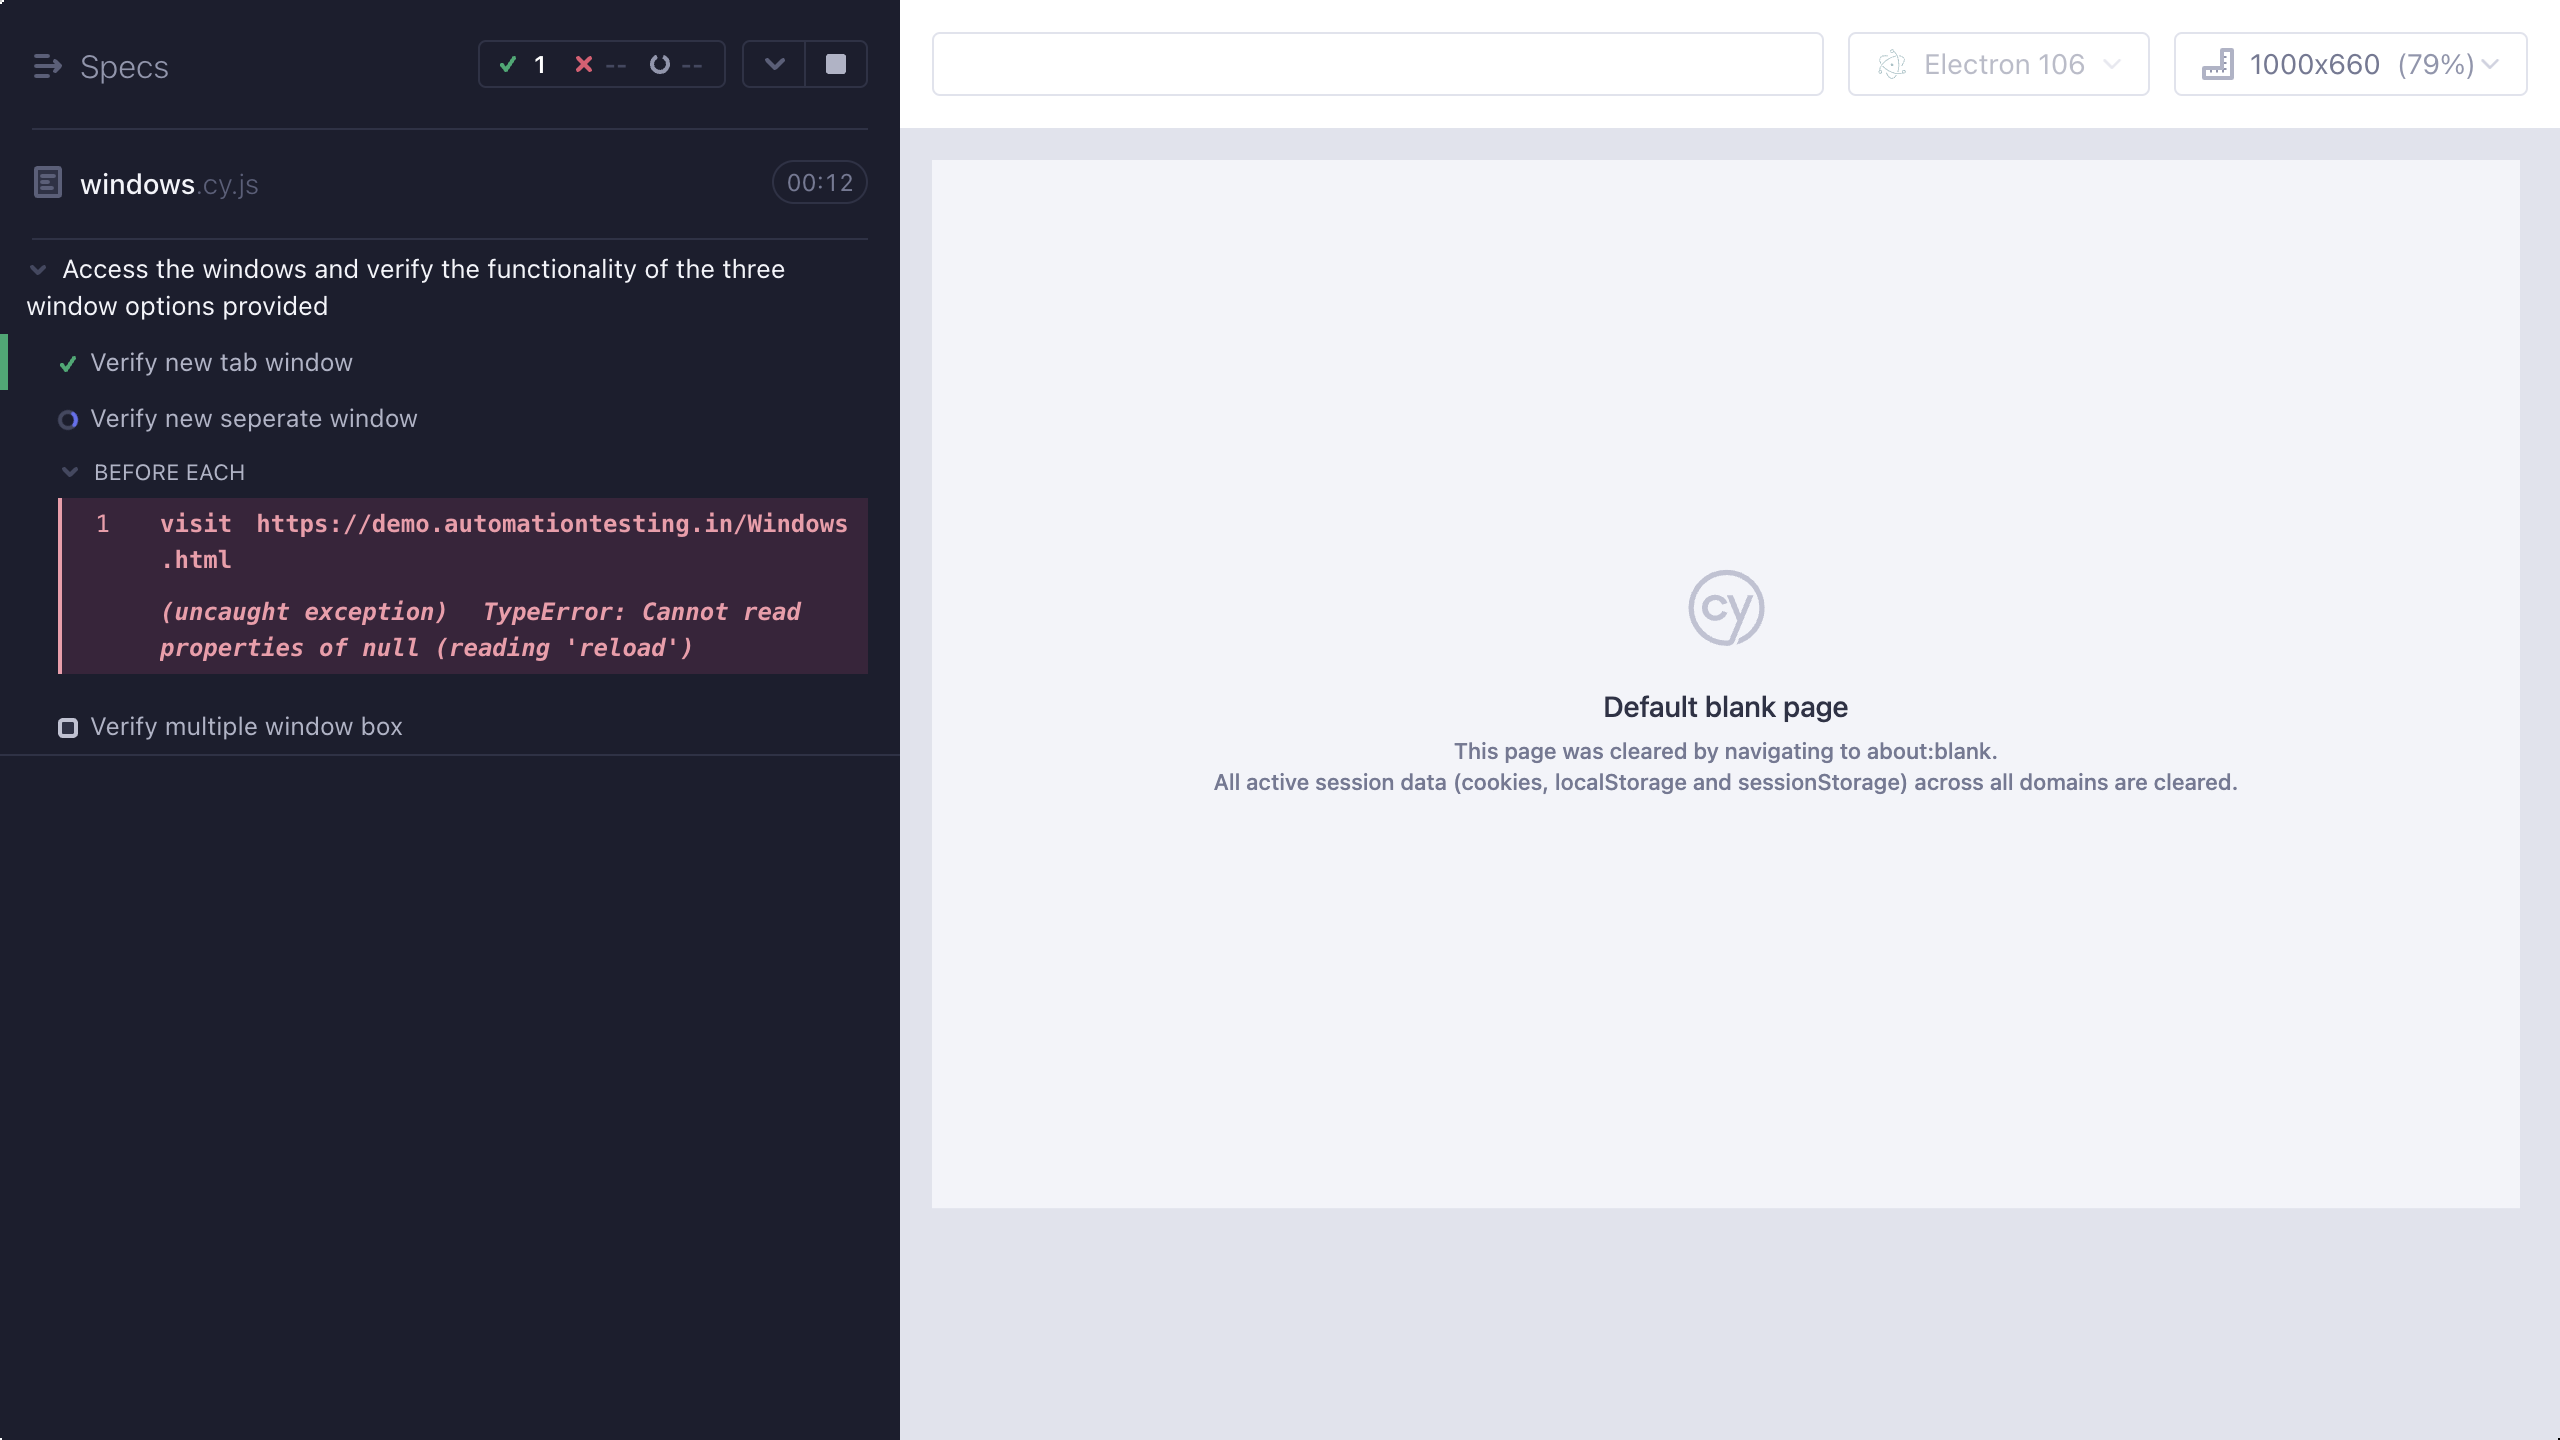 Specs
1 -- --
windows.cy.js
00:12
Access the windows and verify the functionality of the three
window options provided
Verify new tab window
Verify new seperate window
BEFORE EACH
1 visit https://demo.automationtesting.in/Windows
.html
(uncaught exception) TypeError: Cannot read
properties of null (reading 'reload')
Verify multiple window box
Electron 106
1000x660 (79%)
cy
Default blank page
This page was cleared by navigating to about:blank.
All active session data (cookies, localStorage and sessionStorage) across all domains are cleared.